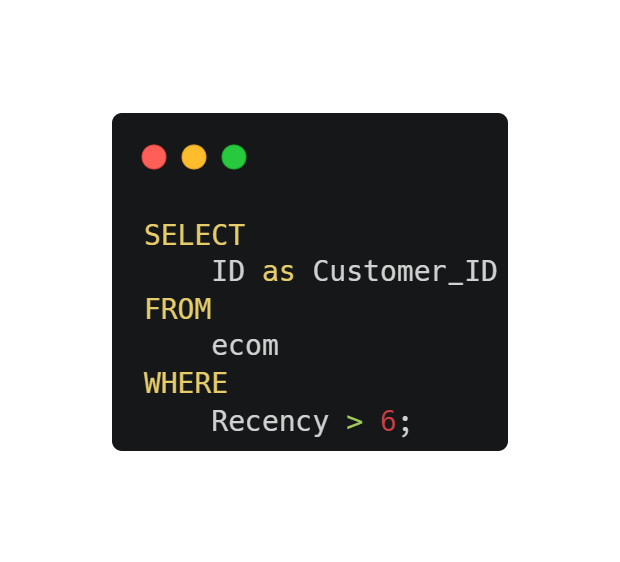 SELECT
    ID as Customer_ID
FROM
    ecom
WHERE
    Recency > 6;